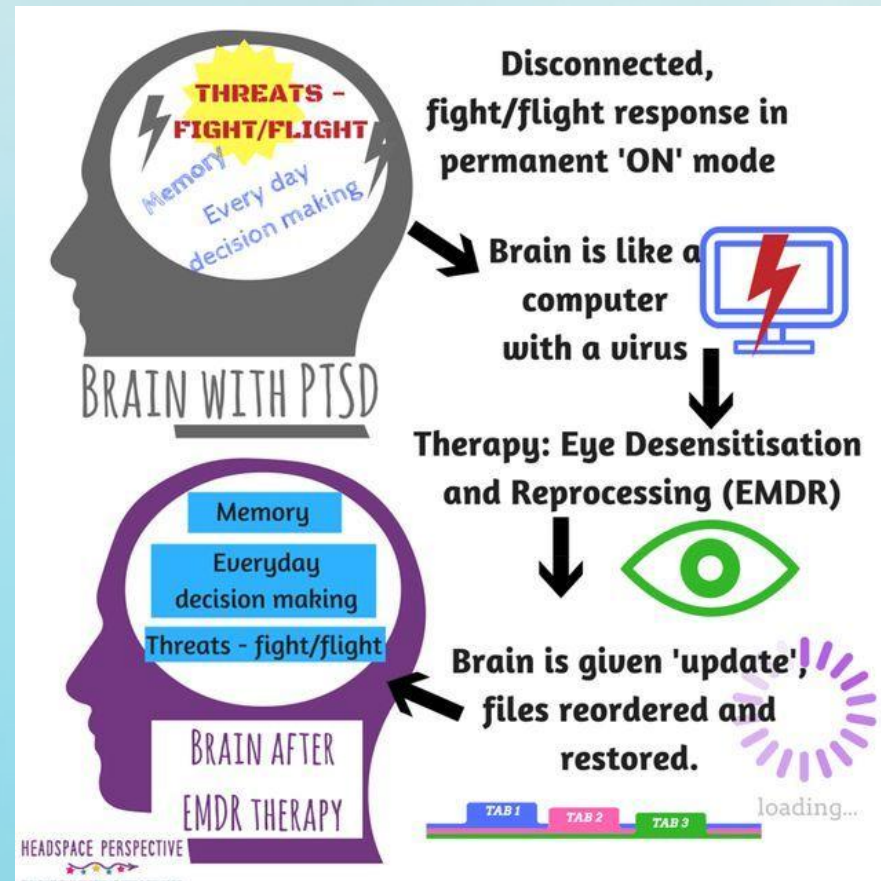 THREATS -
FIGHT/FLIGHT
Memory
Every day
decision making
BRAIN WITH PTSD
Disconnected,
fight/flight response in
permanent 'ON' mode
Brain is like a
computer
with a virus
Therapy: Eye Desensitisation
and Reprocessing (EMDR)
Brain is given 'update',
files reordered and
restored.
loading...
TAB 1
TAB 2
TAB 3
Memory
Everyday
decision making
Threats - fight/flight
BRAIN AFTER
EMDR THERAPY
HEADSPACE PERSPECTIVE